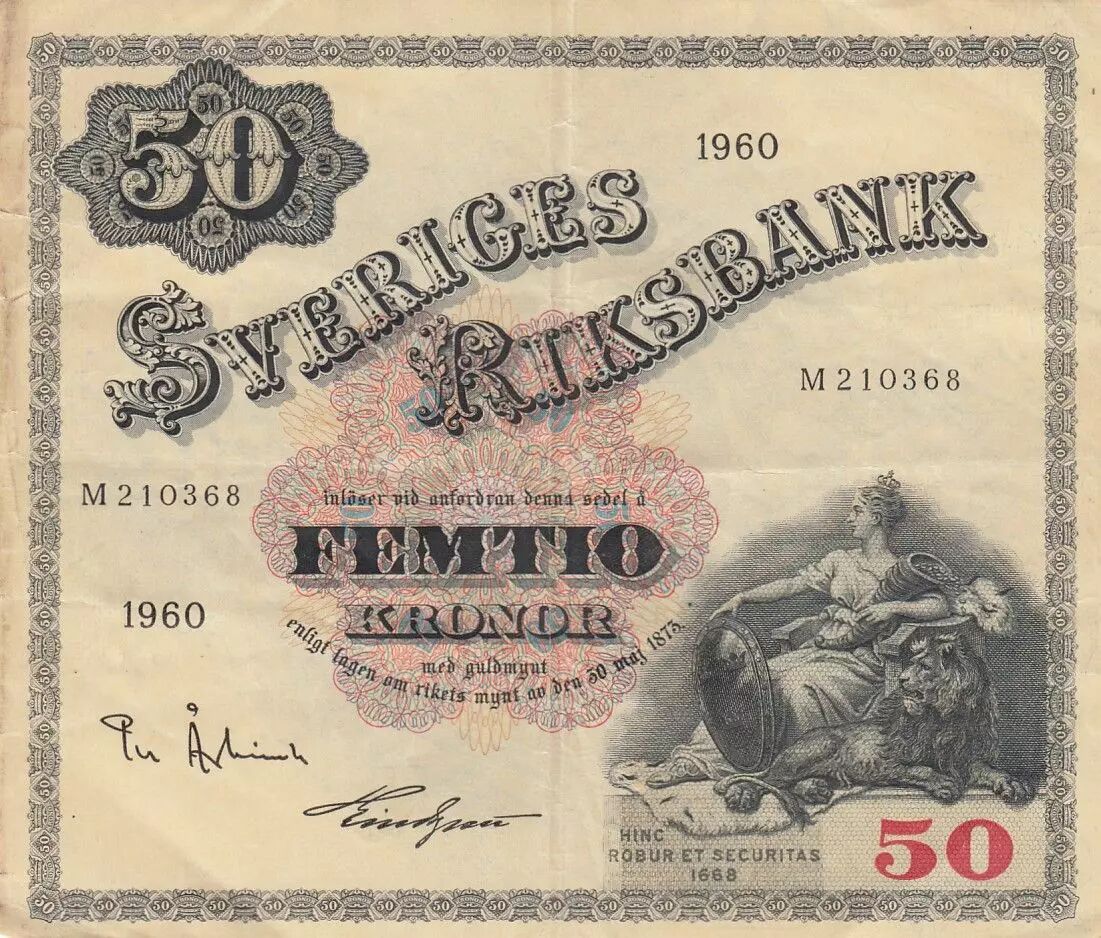 50
1960
SVERIGES
RIKSBANK
M 210368
M 210368
inlöser vid anfordran denna sedel å
FEMTIO
KRONOR
1960
med guldmynt
enligt lagen om rikets mynt av den 30 maj 1873.
Lindgren
HINC
ROBUR ET SECURITAS
1668
50